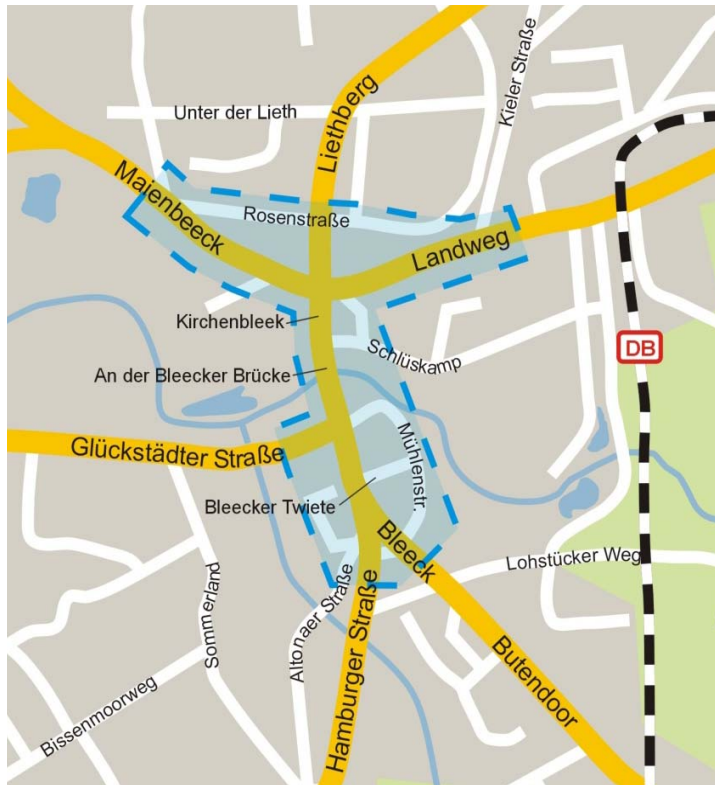 Unter der Lieth
Liethberg
Kieler Straße
Maienbeeck
Rosenstraße
Landweg
Kirchenbleek
Schlüskamp
DB
An der Bleecker Brücke
Glückstädter Straße
Mühlenstr.
Bleecker Twiete
Bleeck
Lohstücker Weg
Sommerland
Altonaer Straße
Hamburger Straße
Butendoor
Bissenmoorweg